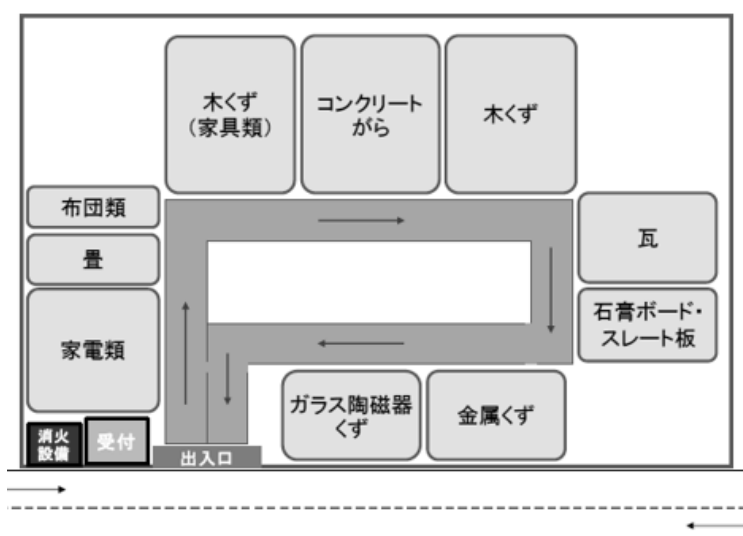 木くず
（家具類）
コンクリート
がら
木くず
布団類
畳
家電類
瓦
石膏ボード・
スレート板
ガラス陶磁器
くず
金属くず
消火
設備
受付
出入口